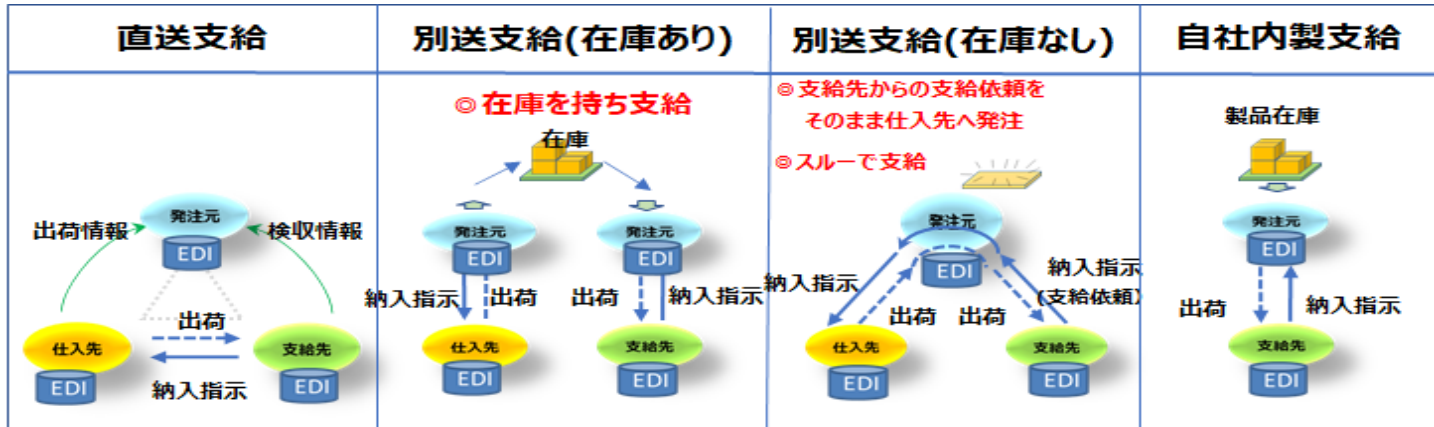 直送支給
出荷情報
発注元
EDI
検収情報
出荷
仕入先
EDI
支給先
EDI
納入指示
別送支給(在庫あり)
◎在庫を持ち支給
在庫
発注元
EDI
発注元
EDI
納入指示
出荷
出荷
納入指示
仕入先
EDI
支給先
EDI
別送支給(在庫なし)
◎支給先からの支給依頼を
そのまま仕入先へ発注
◎スルーで支給
発注元
EDI
納入指示
納入指示
(支給依頼)
出荷
出荷
仕入先
EDI
支給先
EDI
自社内製支給
製品在庫
発注元
EDI
出荷
納入指示
支給先
EDI